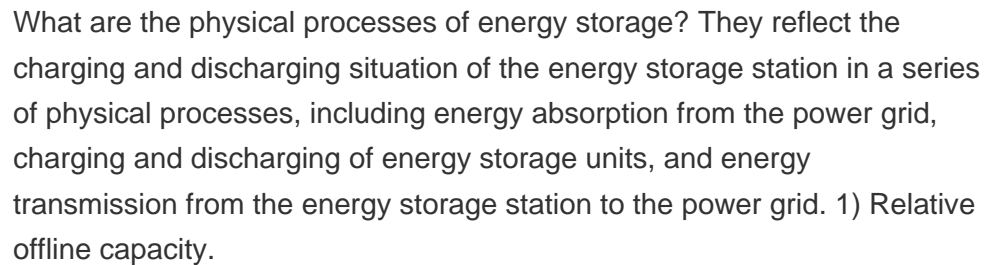 What are the physical processes of energy storage? They reflect the
charging and discharging situation of the energy storage station in a series
of physical processes, including energy absorption from the power grid,
charging and discharging of energy storage units, and energy
transmission from the energy storage station to the power grid. 1) Relative
offline capacity.